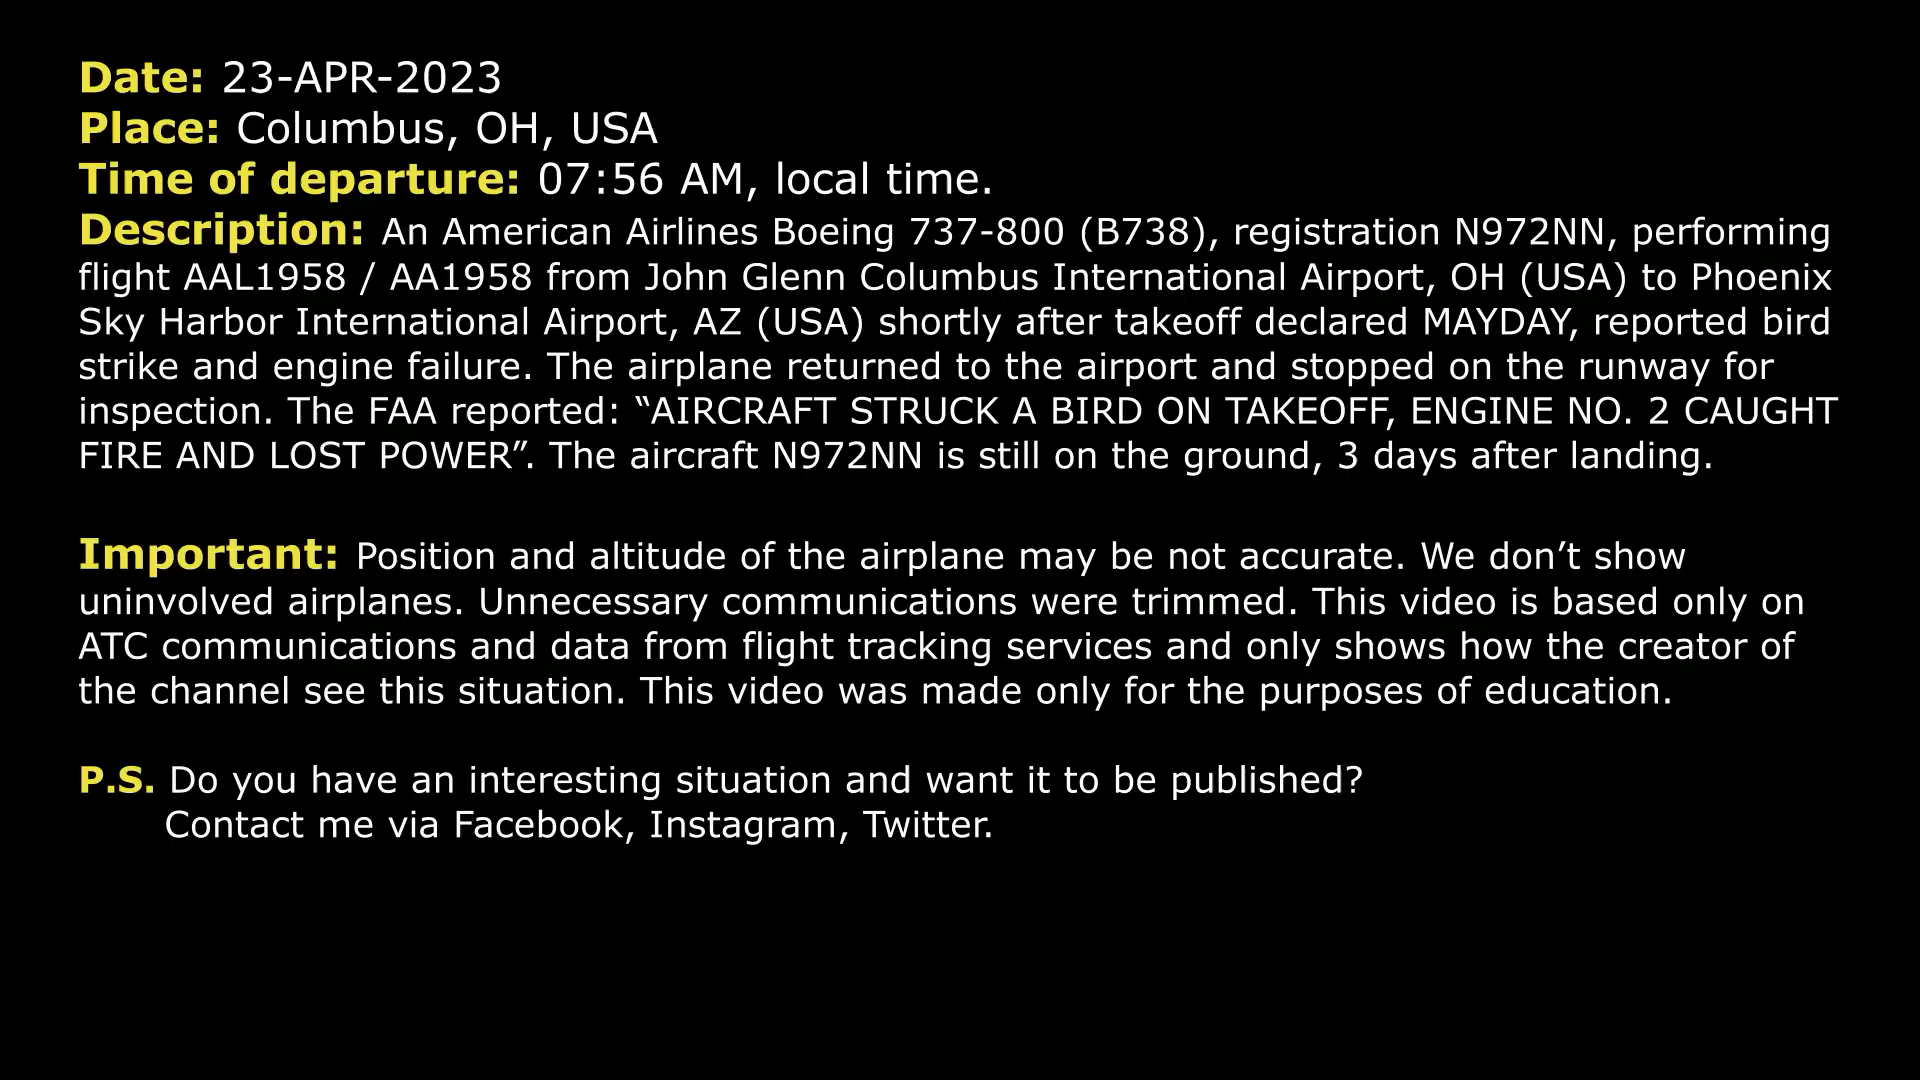 Date: 23-APR-2023
Place: Columbus, OH, USA
Time of departure: 07:56 AM, local time.
Description: An American Airlines Boeing 737-800 (B738), registration N972NN, performing
flight AAL1958 / AA1958 from John Glenn Columbus International Airport, OH (USA) to Phoenix
Sky Harbor International Airport, AZ (USA) shortly after takeoff declared MAYDAY, reported bird
strike and engine failure. The airplane returned to the airport and stopped on the runway for
inspection. The FAA reported: “AIRCRAFT STRUCK A BIRD ON TAKEOFF, ENGINE NO. 2 CAUGHT
FIRE AND LOST POWER”. The aircraft N972NN is still on the ground, 3 days after landing.
Important: Position and altitude of the airplane may be not accurate. We don’t show
uninvolved airplanes. Unnecessary communications were trimmed. This video is based only on
ATC communications and data from flight tracking services and only shows how the creator of
the channel see this situation. This video was made only for the purposes of education.
P.S. Do you have an interesting situation and want it to be published?
Contact me via Facebook, Instagram, Twitter.